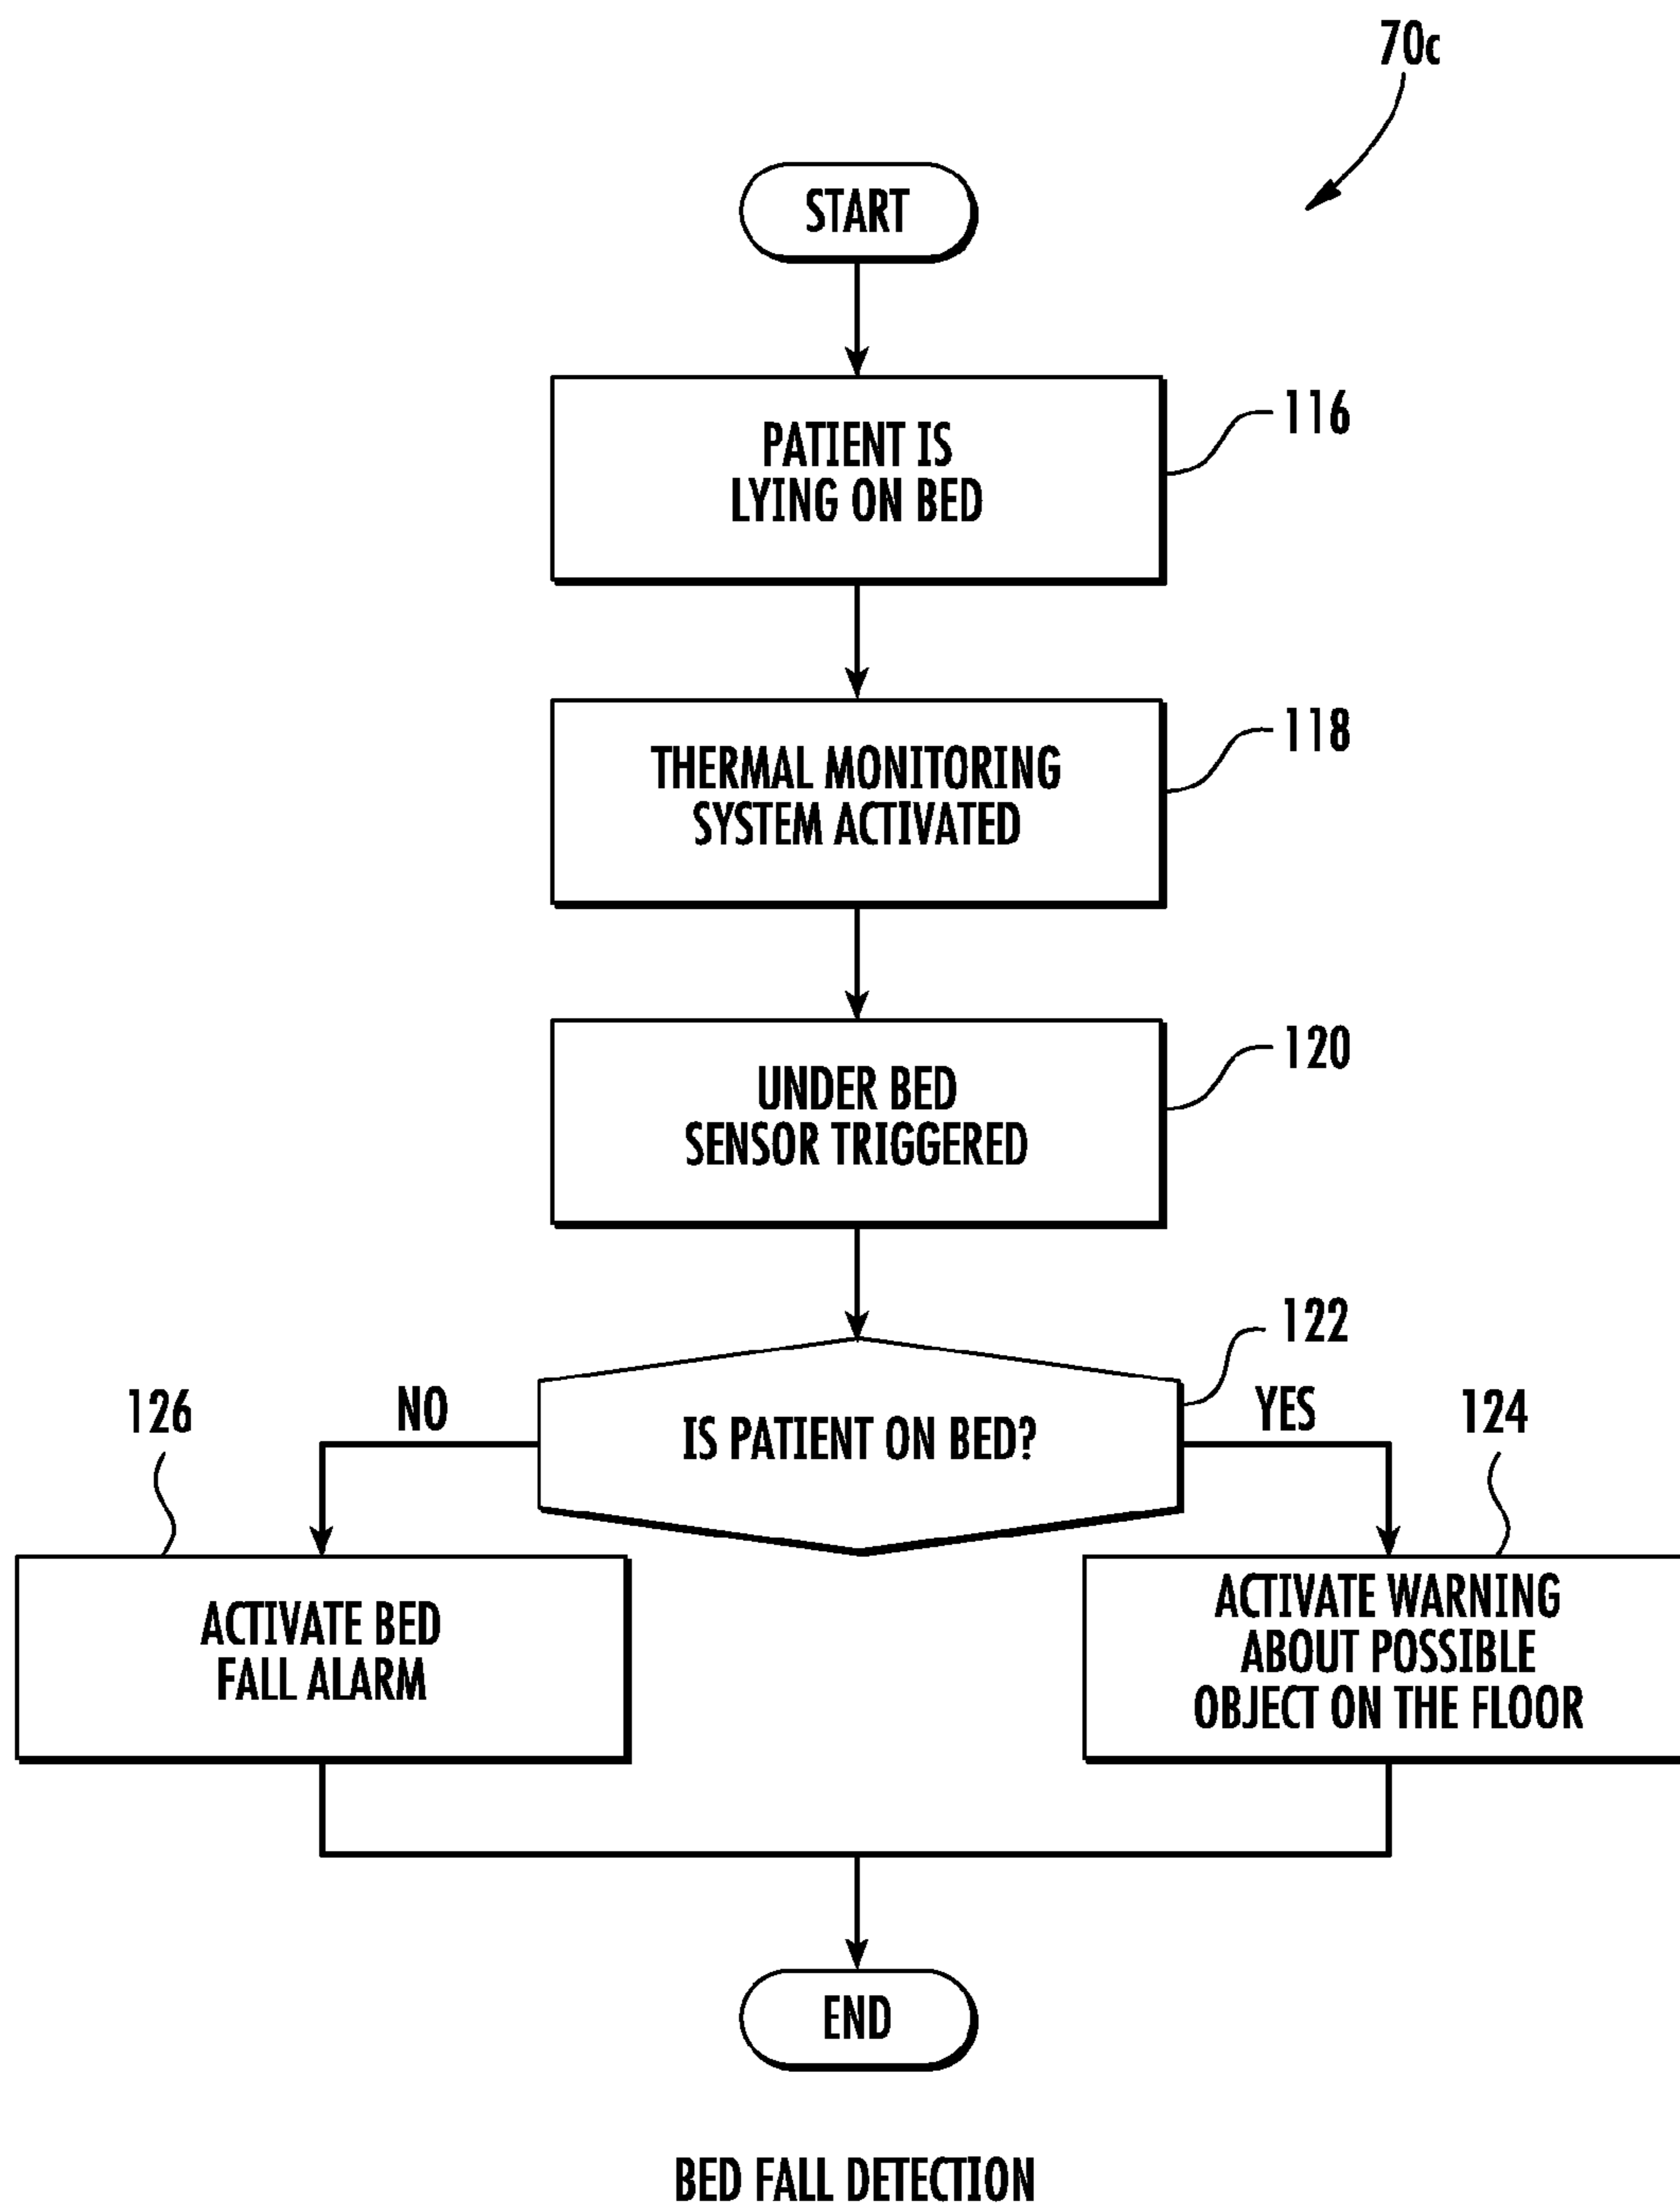 70c
START
PATIENT IS
LYING ON BED
116
THERMAL MONITORING
SYSTEM ACTIVATED
118
UNDER BED
SENSOR TRIGGERED
120
IS PATIENT ON BED?
122
NO
YES
126
124
ACTIVATE BED
FALL ALARM
ACTIVATE WARNING
ABOUT POSSIBLE
OBJECT ON THE FLOOR
END
BED FALL DETECTION